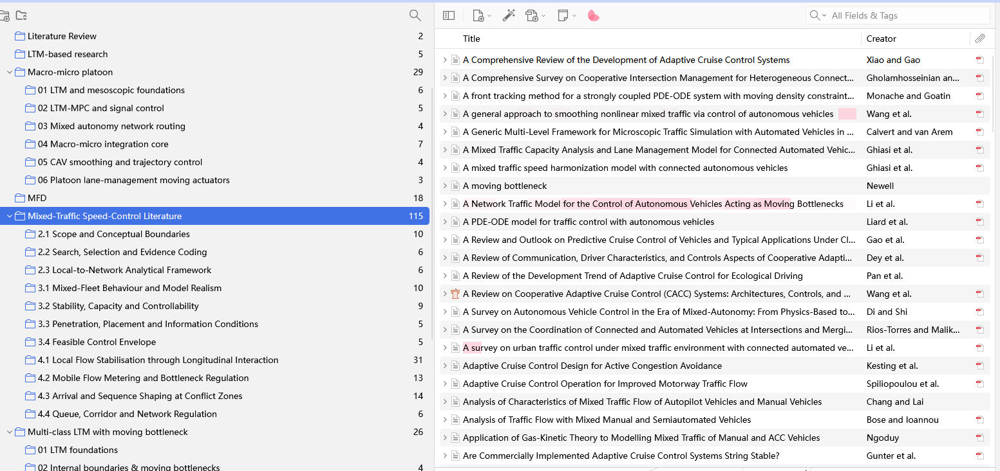 All Fields & Tags
Literature Review 2
LTM-based research 5
Macro-micro platoon 29
01 LTM and mesoscopic foundations 6
02 LTM-MPC and signal control 5
03 Mixed autonomy network routing 4
04 Macro-micro integration core 7
05 CAV smoothing and trajectory control 4
06 Platoon lane-management moving actuators 3
MFD 18
Mixed-Traffic Speed-Control Literature 115
2.1 Scope and Conceptual Boundaries 10
2.2 Search, Selection and Evidence Coding 6
2.3 Local-to-Network Analytical Framework 6
3.1 Mixed-Fleet Behaviour and Model Realism 10
3.2 Stability, Capacity and Controllability 9
3.3 Penetration, Placement and Information Conditions 5
3.4 Feasible Control Envelope 5
4.1 Local Flow Stabilisation through Longitudinal Interaction 31
4.2 Mobile Flow Metering and Bottleneck Regulation 13
4.3 Arrival and Sequence Shaping at Conflict Zones 14
4.4 Queue, Corridor and Network Regulation 6
Multi-class LTM with moving bottleneck 26
01 LTM foundations
02 Internal boundaries & moving bottlenecks 4
Title Creator
A Comprehensive Review of the Development of Adaptive Cruise Control Systems Xiao and Gao
A Comprehensive Survey on Cooperative Intersection Management for Heterogeneous Connect... Gholamhosseinian an...
A front tracking method for a strongly coupled PDE-ODE system with moving density constraint... Monache and Goatin
A general approach to smoothing nonlinear mixed traffic via control of autonomous vehicles Wang et al.
A Generic Multi-Level Framework for Microscopic Traffic Simulation with Automated Vehicles in ... Calvert and van Arem
A Mixed Traffic Capacity Analysis and Lane Management Model for Connected Automated Vehic... Ghiasi et al.
A mixed traffic speed harmonization model with connected autonomous vehicles Ghiasi et al.
A moving bottleneck Newell
A Network Traffic Model for the Control of Autonomous Vehicles Acting as Moving Bottlenecks Li et al.
A PDE-ODE model for traffic control with autonomous vehicles Liard et al.
A Review and Outlook on Predictive Cruise Control of Vehicles and Typical Applications Under Cl... Gao et al.
A Review of Communication, Driver Characteristics, and Controls Aspects of Cooperative Adapti... Dey et al.
A Review of the Development Trend of Adaptive Cruise Control for Ecological Driving Pan et al.
A Review on Cooperative Adaptive Cruise Control (CACC) Systems: Architectures, Controls, and ... Wang et al.
A Survey on Autonomous Vehicle Control in the Era of Mixed-Autonomy: From Physics-Based to... Di and Shi
A Survey on the Coordination of Connected and Automated Vehicles at Intersections and Mergi... Rios-Torres and Malik...
A survey on urban traffic control under mixed traffic environment with connected automated ve... Li et al.
Adaptive Cruise Control Design for Active Congestion Avoidance Kesting et al.
Adaptive Cruise Control Operation for Improved Motorway Traffic Flow Spiliopoulou et al.
Analysis of Characteristics of Mixed Traffic Flow of Autopilot Vehicles and Manual Vehicles Chang and Lai
Analysis of Traffic Flow with Mixed Manual and Semiautomated Vehicles Bose and Ioannou
Application of Gas-Kinetic Theory to Modelling Mixed Traffic of Manual and ACC Vehicles Ngoduy
Are Commercially Implemented Adaptive Cruise Control Systems String Stable? Gunter et al.